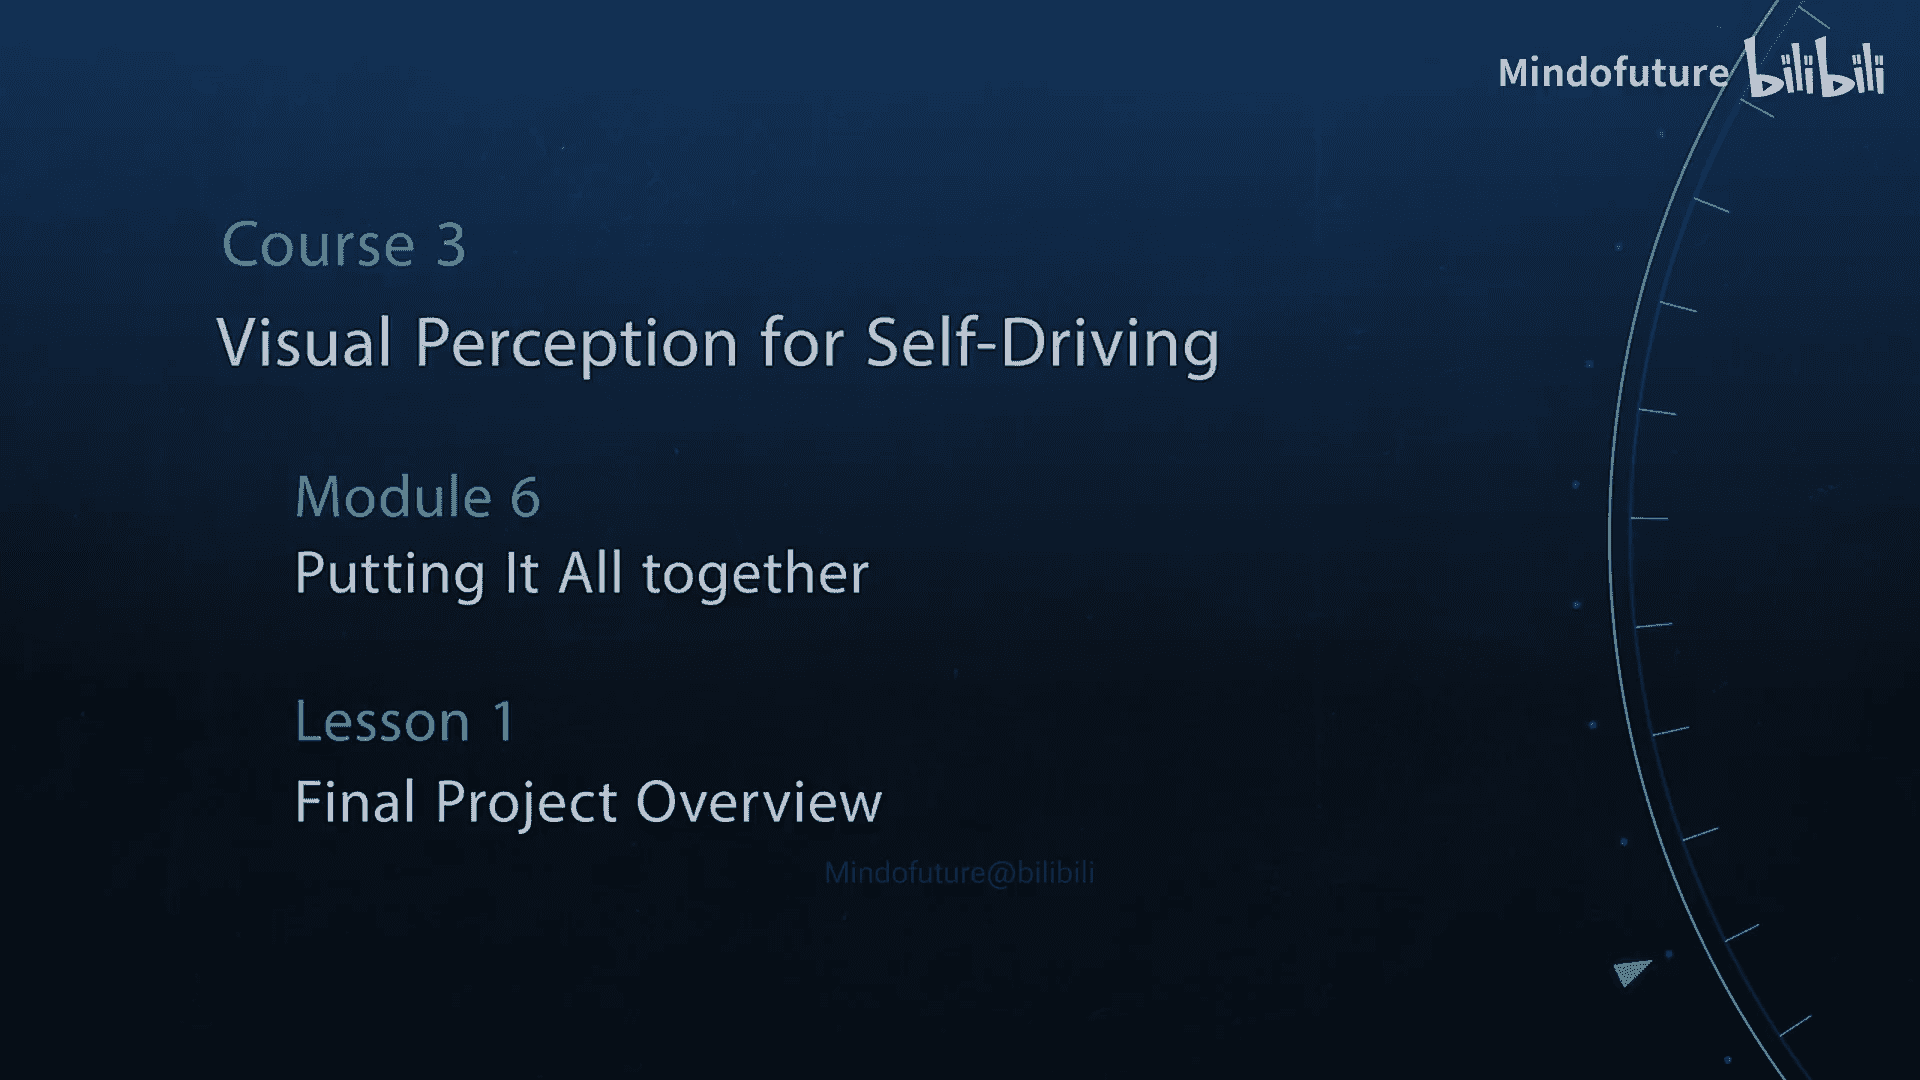 Mindofuture bilibili
Course 3
Visual Perception for Self-Driving
Module 6
Putting It All together
Lesson 1
Final Project Overview
Mindofuture@bilibili